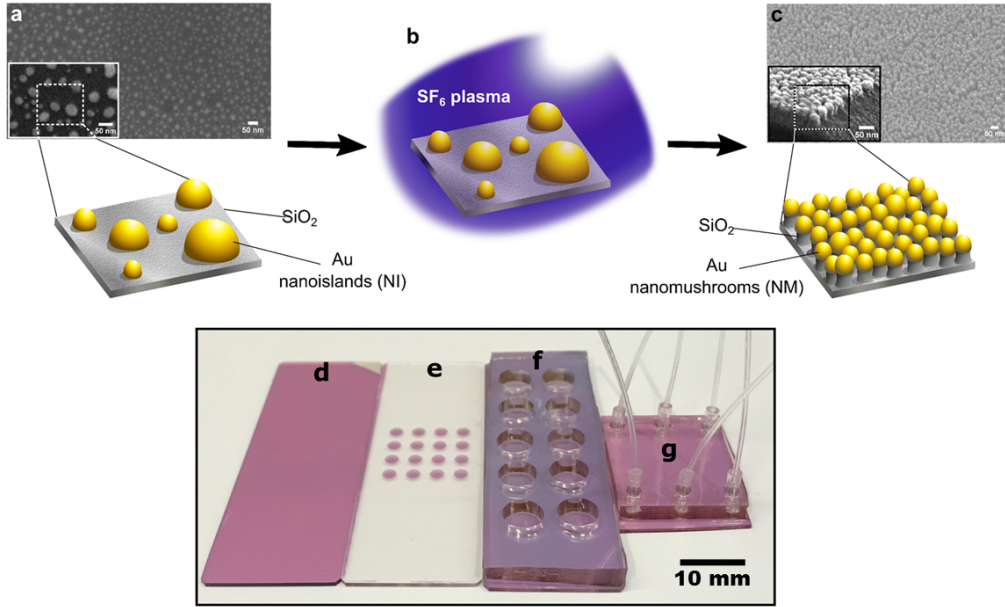 a
50 nm
50 nm
SiO2
Au
nanoislands (NI)
b
SF6 plasma
c
50 nm
50 nm
SiO2
Au
nanomushrooms (NM)
d
e
f
g
10 mm